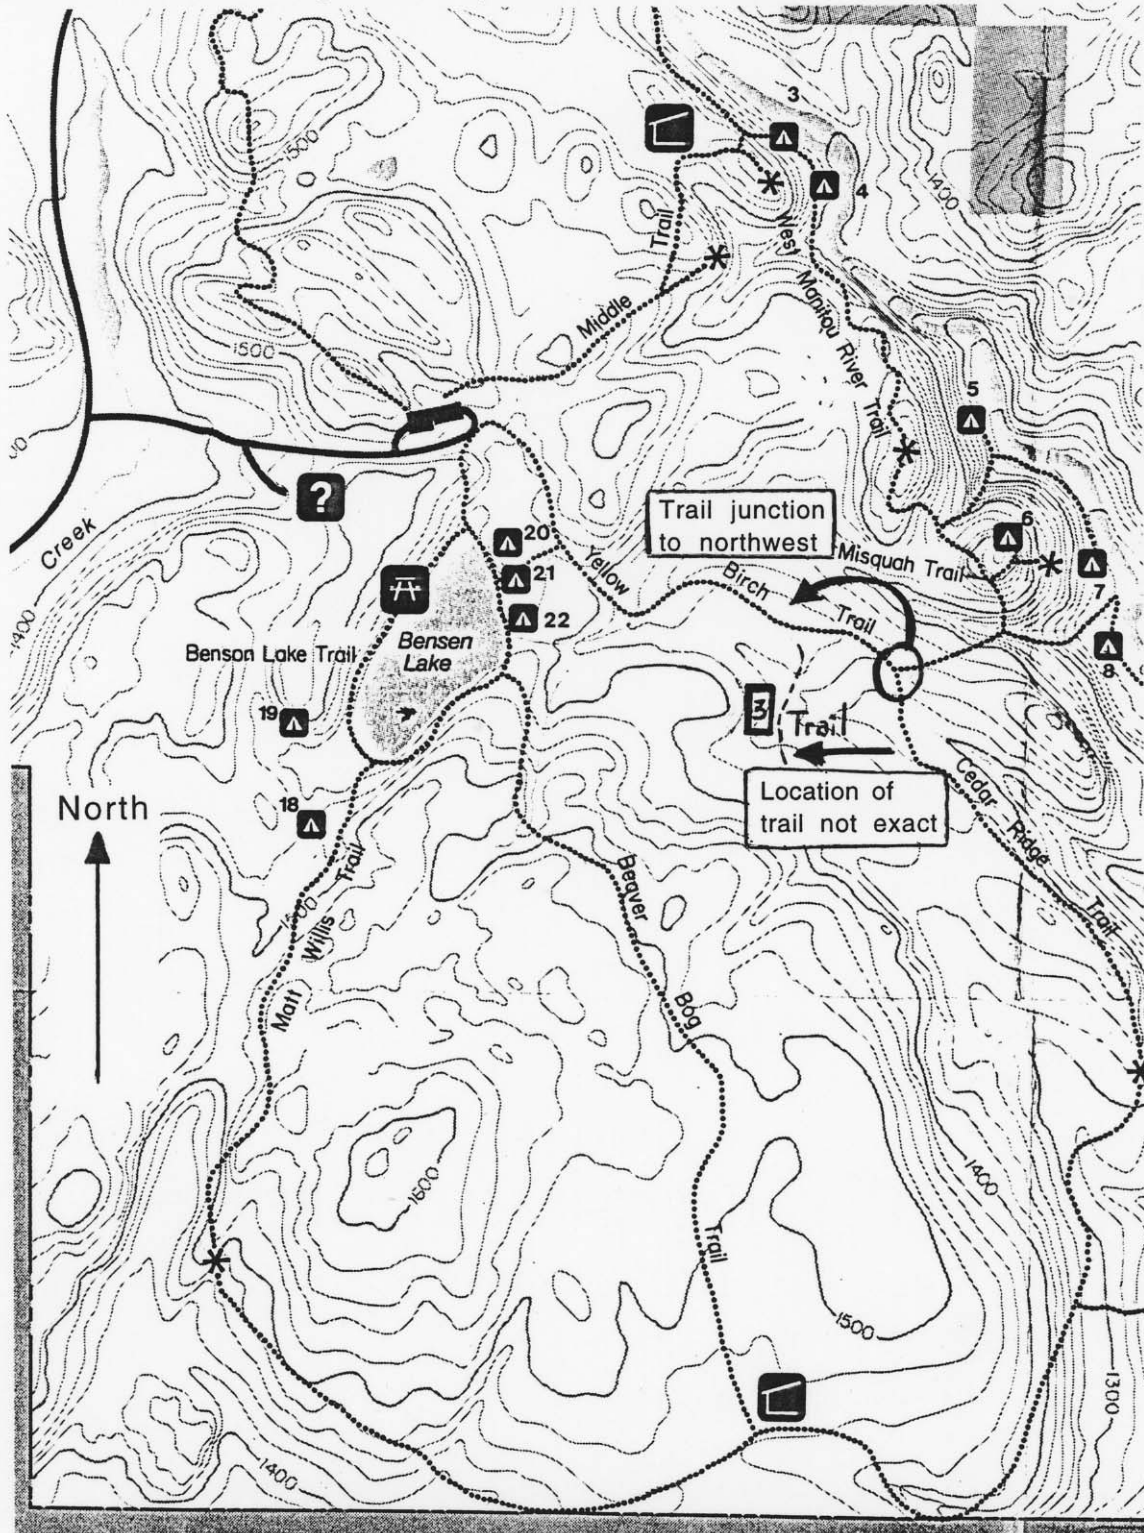 3
1500
1400
4
Trail
West Manitou River Trail
Middle
1500
5
?
Creek
Trail junction
to northwest
6
20
Misquah Trail
21
Yellow
Birch
Trail
7
22
1400
Bensen
Lake
Benson Lake Trail
8
19
3
Trail
Cedar Ridge Trail
Location of
trail not exact
North
18
Matt Willis Trail
Beaver Bog Trail
1600
1400
1500
1300
1400